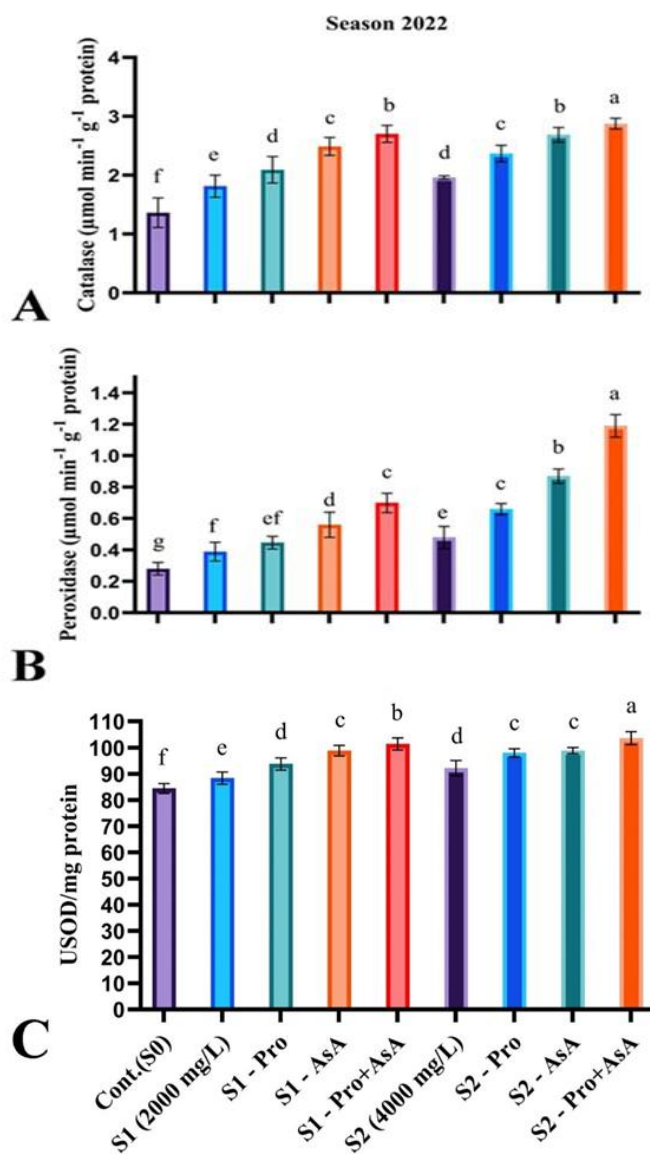 Season 2022
A
Catalase (µmol min⁻¹ g⁻¹ protein)
4
3
2
1
0
f
e
d
c
b
d
c
b
a
B
Peroxidase (µmol min⁻¹ g⁻¹ protein)
1.4
1.2
1.0
0.8
0.6
0.4
0.2
0.0
g
f
ef
d
c
e
c
b
a
C
USOD/mg protein
110
100
90
80
70
60
50
40
30
20
10
0
f
e
d
c
b
d
c
c
a
Cont.(S0)
S1 (2000 mg/L)
S1 - Pro
S1 - AsA
S1 - Pro+AsA
S2 (4000 mg/L)
S2 - Pro
S2 - AsA
S2 - Pro+AsA